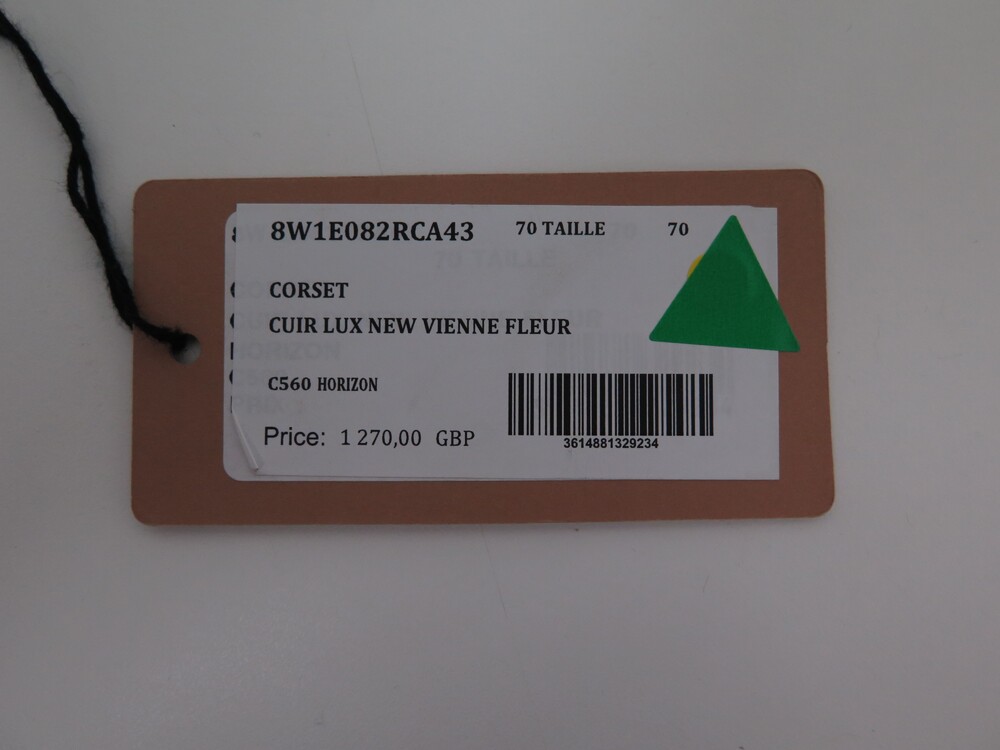 8W1E082RCA43 70 TAILLE 70
CORSET
CUIR LUX NEW VIENNE FLEUR
C560 HORIZON
Price: 1 270,00 GBP
3614881329234